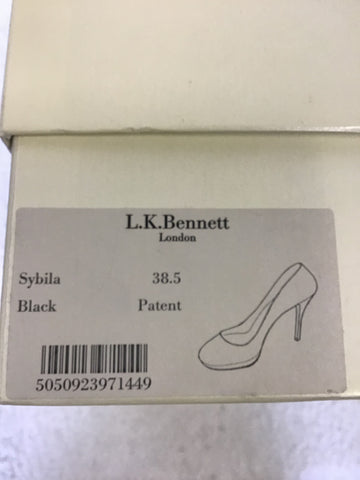 L.K.Bennett
London
Sybila 38.5
Black Patent
5050923971449